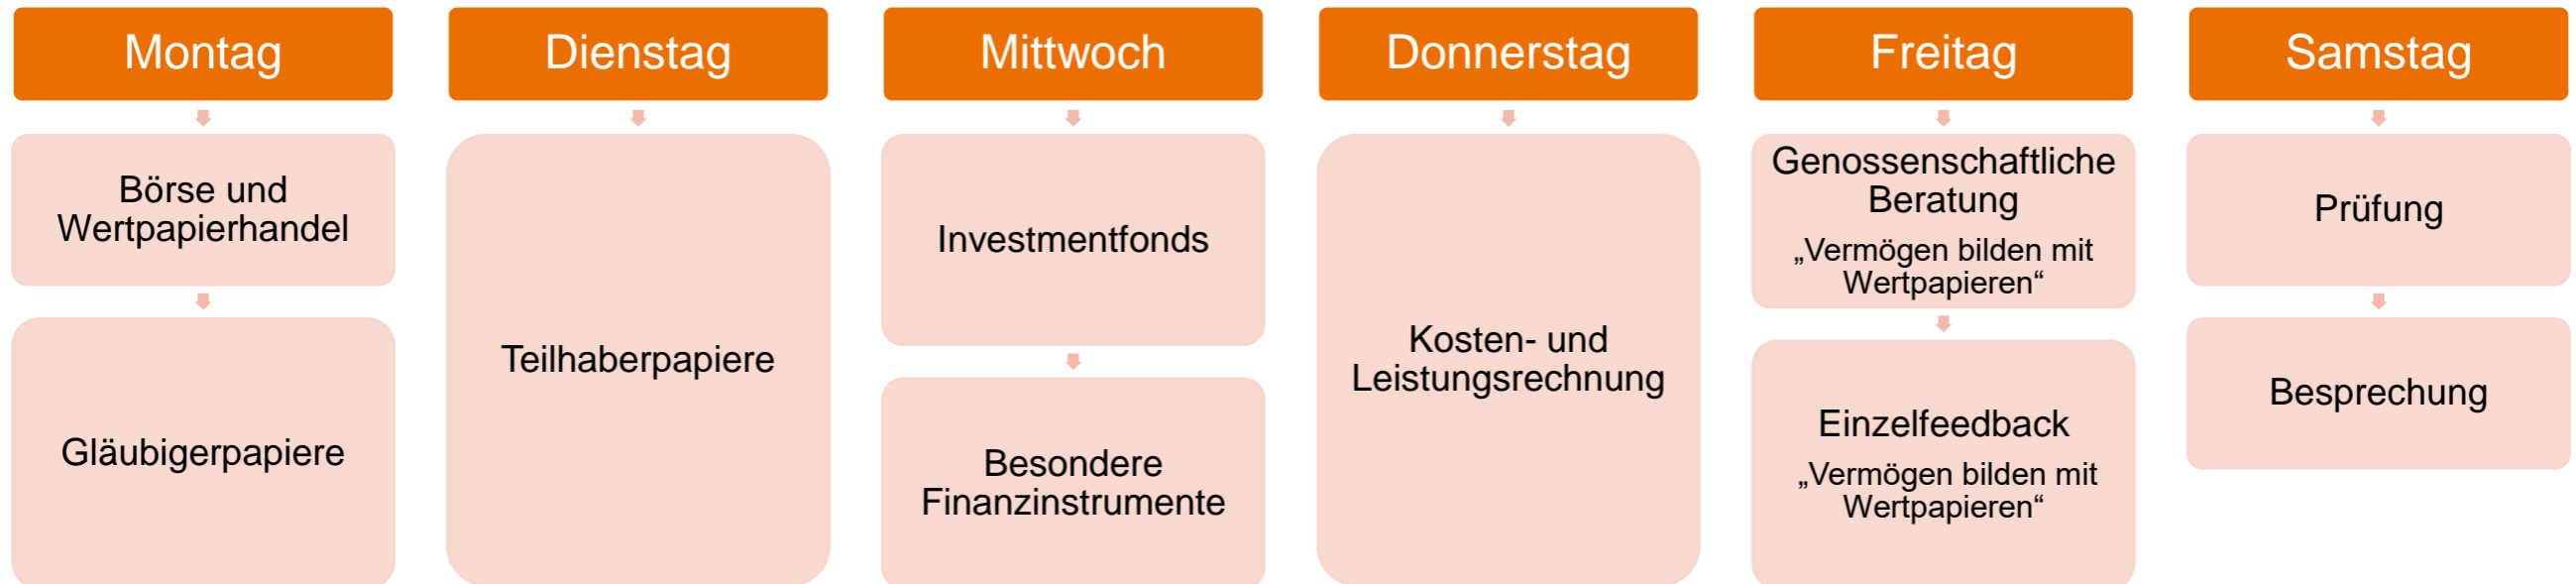 Montag
Börse und
Wertpapierhandel
Gläubigerpapiere
Dienstag
Teilhaberpapiere
Mittwoch
Investmentfonds
Besondere
Finanzinstrumente
Donnerstag
Kosten- und
Leistungsrechnung
Freitag
Genossenschaftliche
Beratung
„Vermögen bilden mit
Wertpapieren“
Einzelfeedback
„Vermögen bilden mit
Wertpapieren“
Samstag
Prüfung
Besprechung